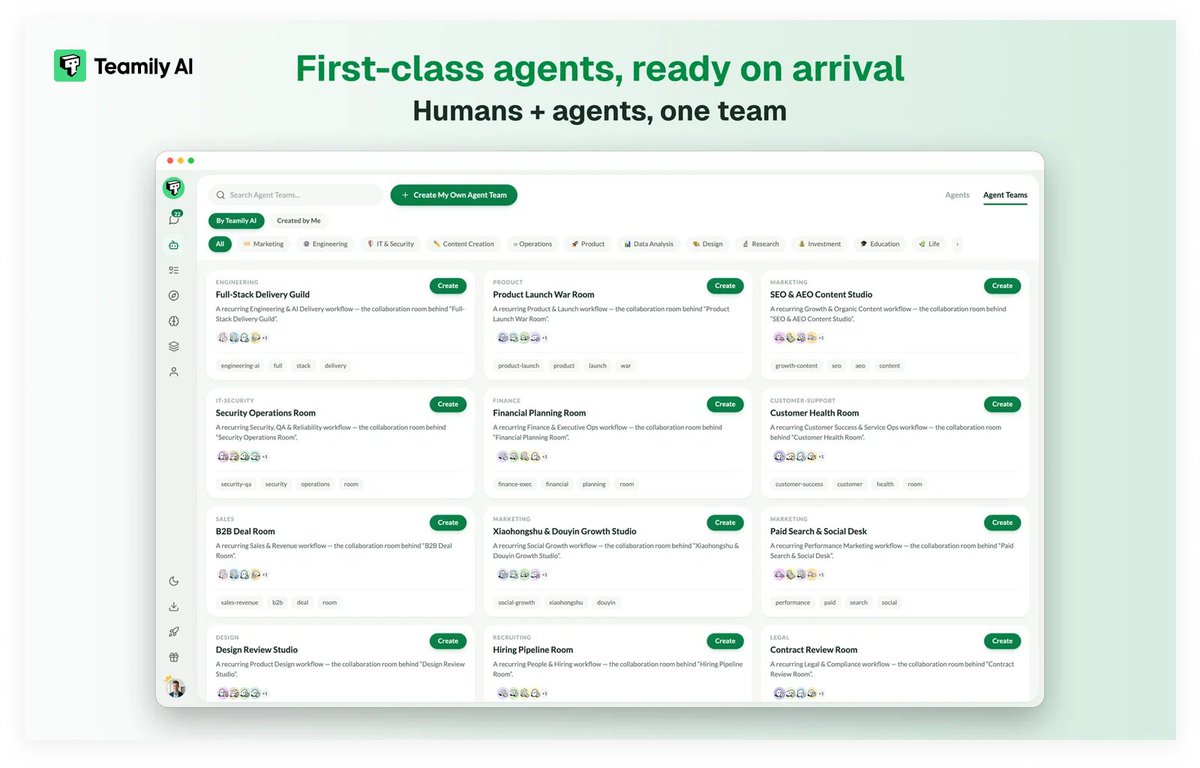 Teamily AI
First-class agents, ready on arrival
Humans + agents, one team
Search Agent Teams...
+ Create My Own Agent Team
Agents
Agent Teams
By Teamily AI
Created by Me
22
All
Marketing
Engineering
IT & Security
Content Creation
Operations
Product
Data Analysis
Design
Research
Investment
Education
Life
ENGINEERING
Create
Full-Stack Delivery Guild
A recurring Engineering & AI Delivery workflow — the collaboration room behind "Full-
Stack Delivery Guild".
+1
engineering-ai full stack delivery
PRODUCT
Create
Product Launch War Room
A recurring Product & Launch workflow — the collaboration room behind "Product
Launch War Room".
+1
product-launch product launch war
MARKETING
Create
SEO & AEO Content Studio
A recurring Growth & Organic Content workflow — the collaboration room behind
"SEO & AEO Content Studio".
+1
growth-content seo aeo content
IT-SECURITY
Create
Security Operations Room
A recurring Security, QA & Reliability workflow — the collaboration room behind
"Security Operations Room".
+1
security-qa security operations room
FINANCE
Create
Financial Planning Room
A recurring Finance & Executive Ops workflow — the collaboration room behind
"Financial Planning Room".
+1
finance-exec financial planning room
CUSTOMER-SUPPORT
Create
Customer Health Room
A recurring Customer Success & Service Ops workflow — the collaboration room
behind "Customer Health Room".
+1
customer-success customer health room
SALES
Create
B2B Deal Room
A recurring Sales & Revenue workflow — the collaboration room behind "B2B Deal
Room".
+1
sales-revenue b2b deal room
MARKETING
Create
Xiaohongshu & Douyin Growth Studio
A recurring Social Growth workflow — the collaboration room behind "Xiaohongshu &
Douyin Growth Studio".
+1
social-growth xiaohongshu douyin
MARKETING
Create
Paid Search & Social Desk
A recurring Performance Marketing workflow — the collaboration room behind "Paid
Search & Social Desk".
+1
performance paid search social
DESIGN
Create
Design Review Studio
A recurring Product Design workflow — the collaboration room behind "Design Review
Studio".
+1
RECRUITING
Create
Hiring Pipeline Room
A recurring People & Hiring workflow — the collaboration room behind "Hiring Pipeline
Room".
+1
LEGAL
Create
Contract Review Room
A recurring Legal & Compliance workflow — the collaboration room behind "Contract
Review Room".
+1